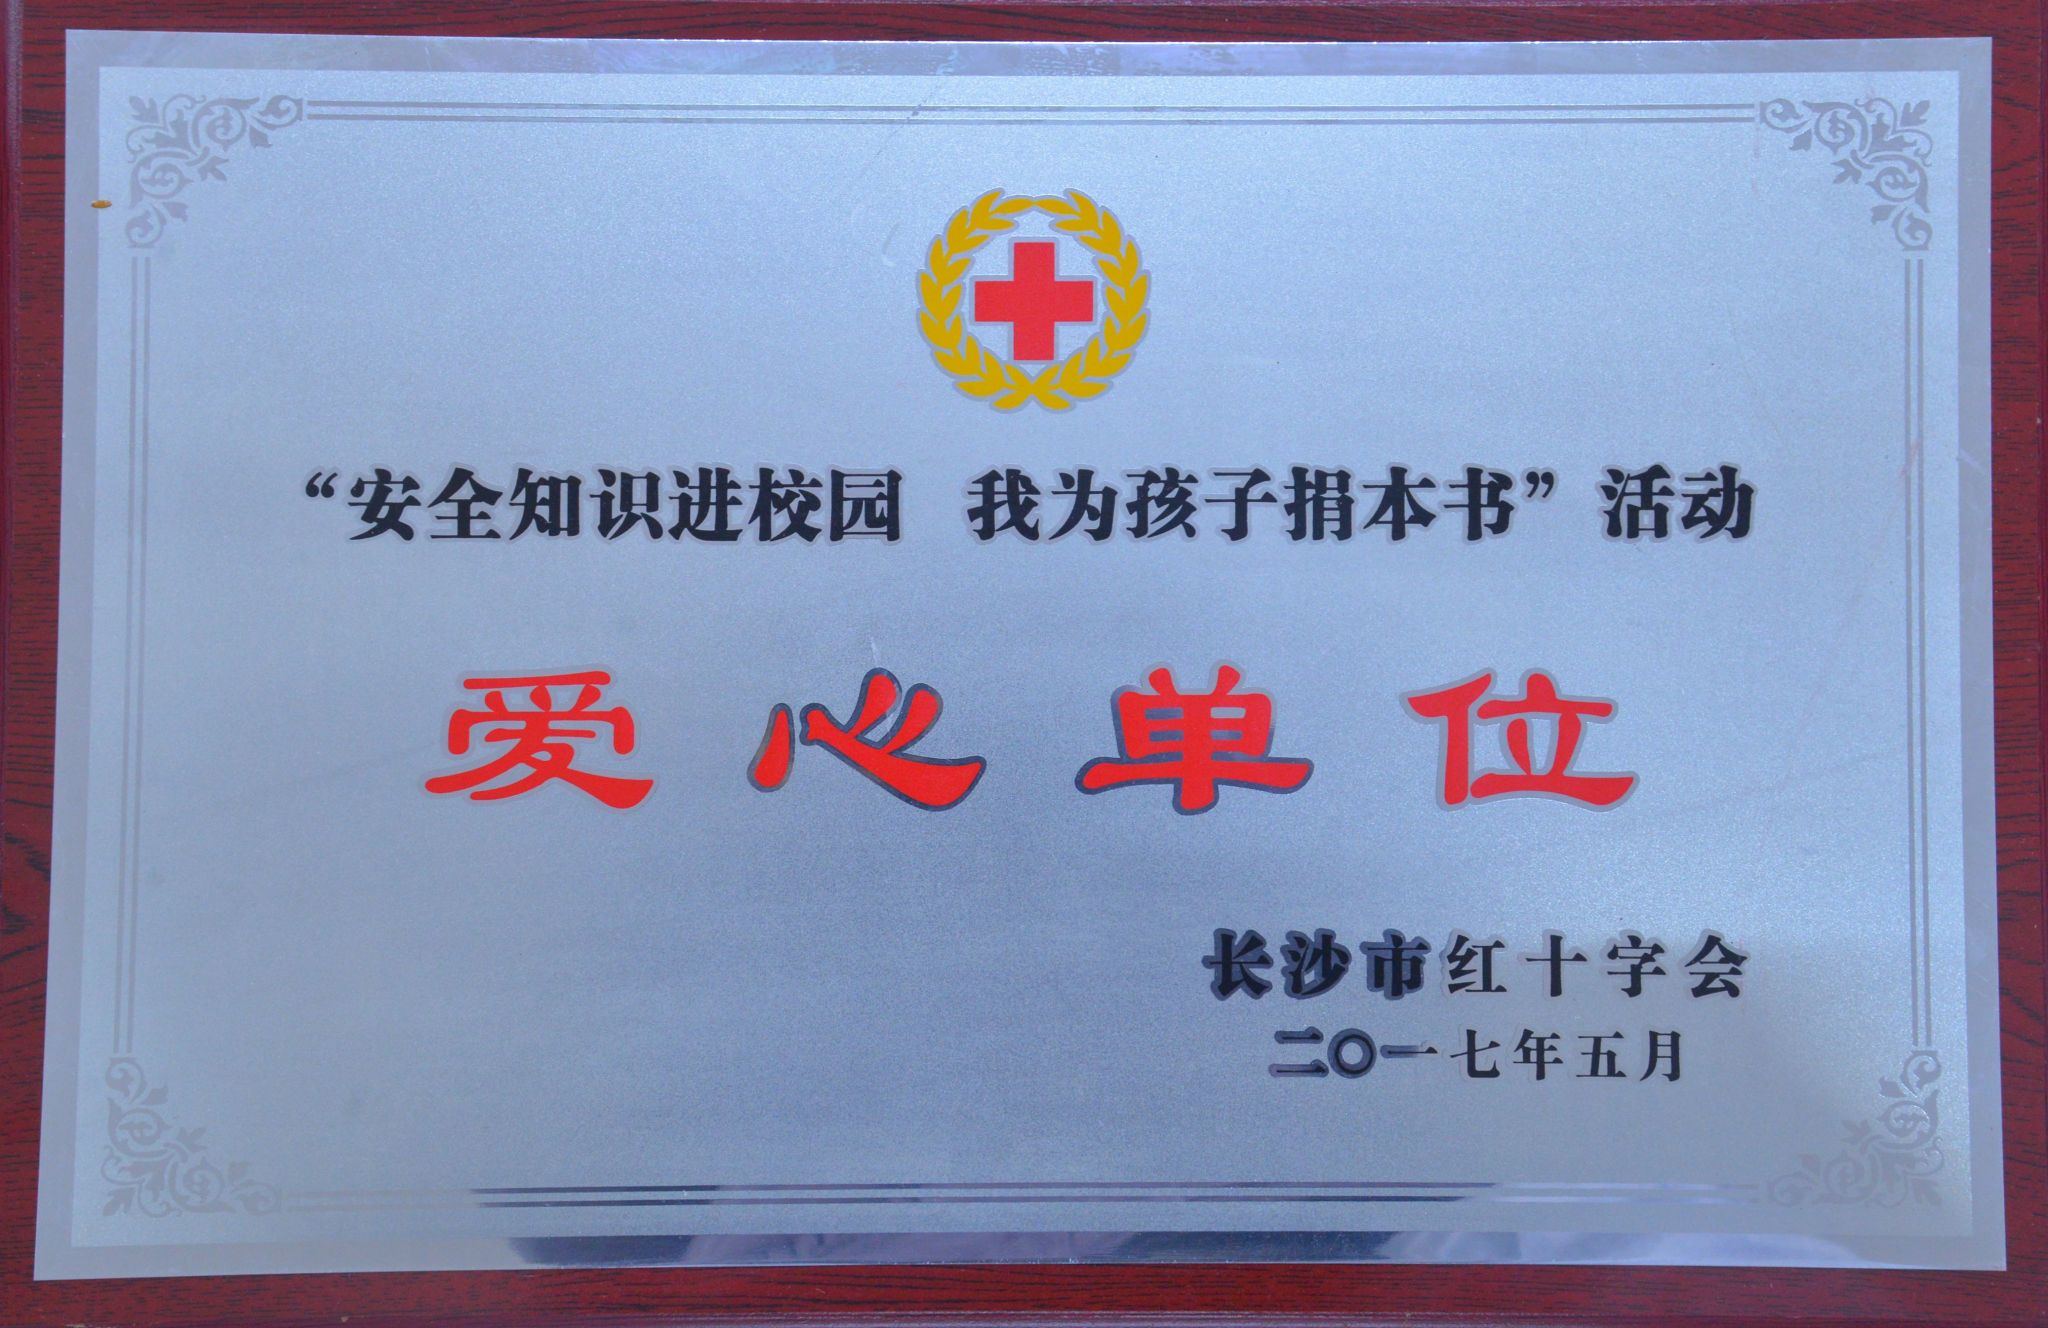 “安全知识进校园 我为孩子捐本书”活动
爱心单位
长沙市红十字会
二〇一七年五月